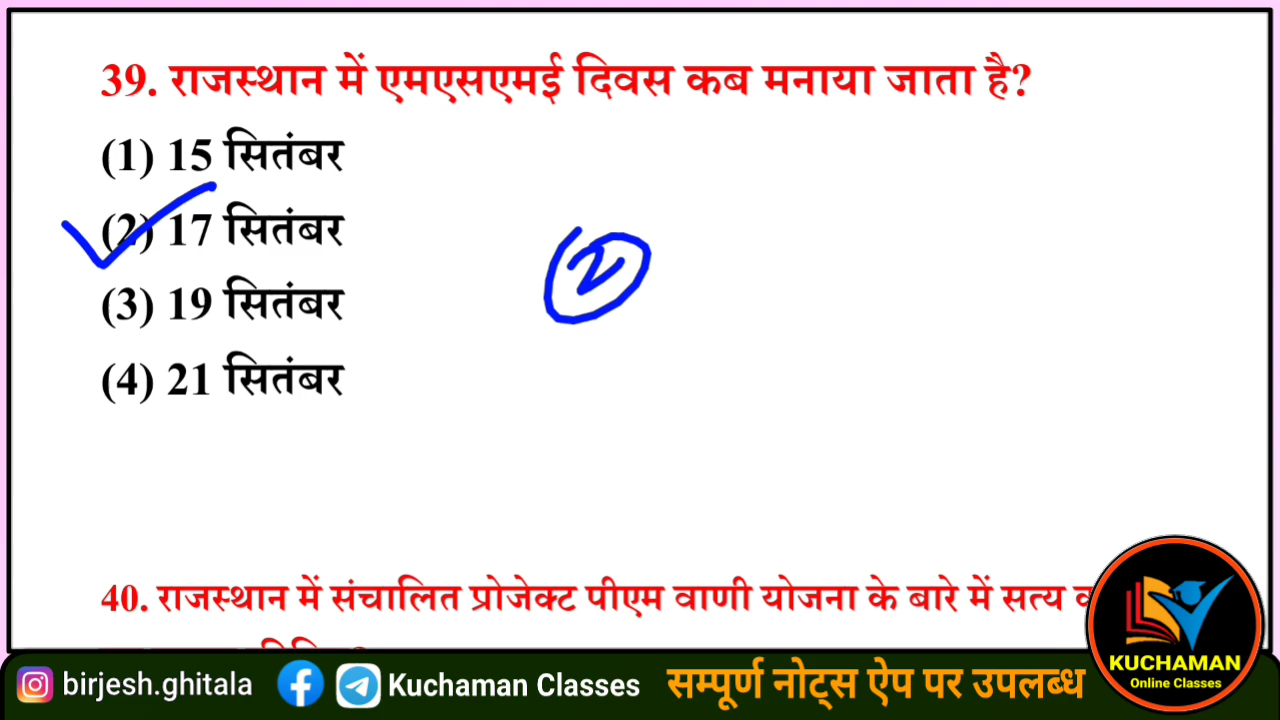 39. राजस्थान में एमएसएमई दिवस कब मनाया जाता है?
(1) 15 सितंबर
(2) 17 सितंबर
2
(3) 19 सितंबर
(4) 21 सितंबर
40. राजस्थान में संचालित प्रोजेक्ट पीएम वाणी योजना के बारे में सत्य
KUCHAMAN
Online Classes
birjesh.ghitala
Kuchaman Classes
सम्पूर्ण नोट्स ऐप पर उपलब्ध